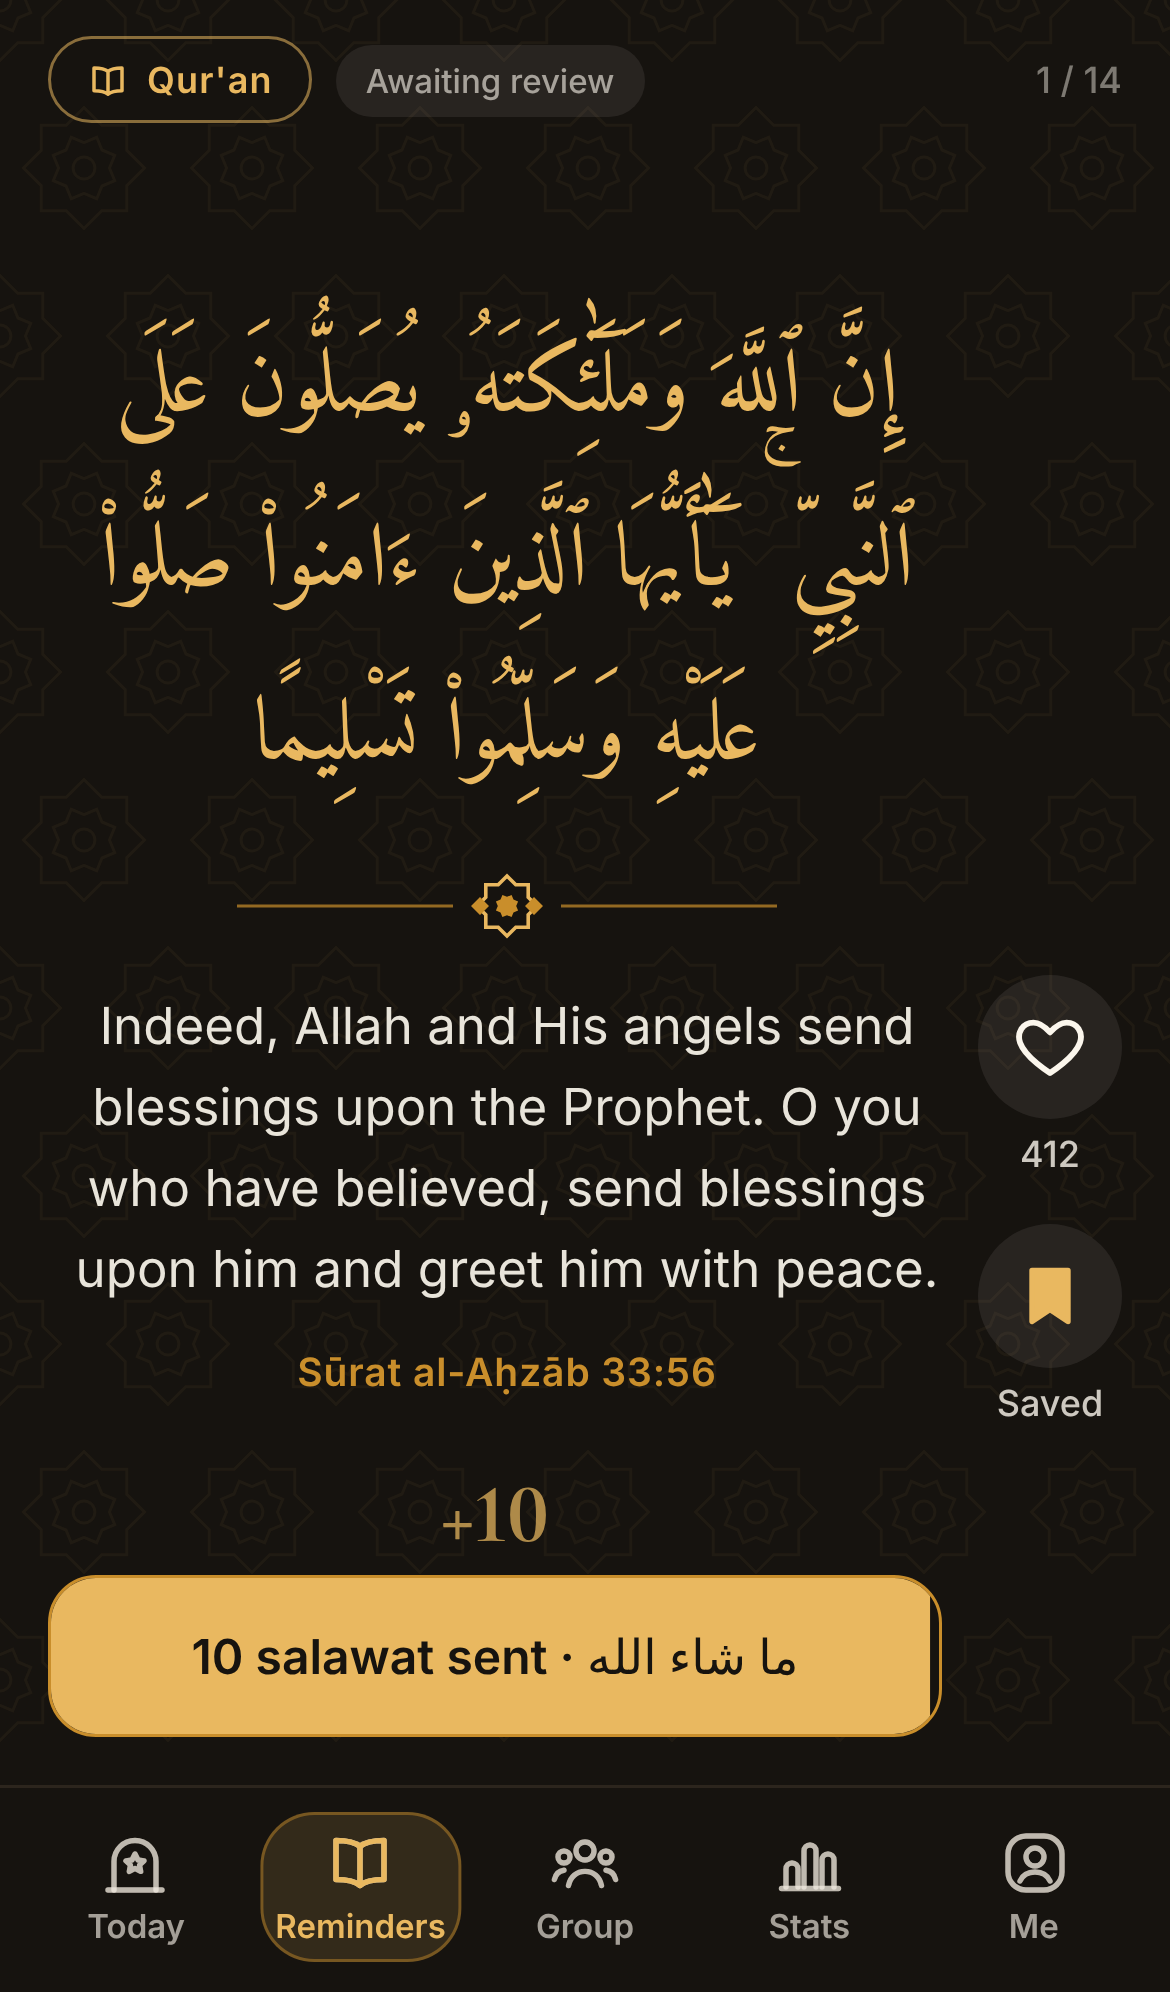 Qur'an
Awaiting review
1 / 14
إِنَّ ٱللَّهَ وَمَلَـٰٓئِكَتَهُۥ يُصَلُّونَ عَلَى
ٱلنَّبِىِّ ۚ يَـٰٓأَيُّهَا ٱلَّذِينَ ءَامَنُوا۟ صَلُّوا۟
عَلَيْهِ وَسَلِّمُوا۟ تَسْلِيمًا
Indeed, Allah and His angels send
blessings upon the Prophet. O you
who have believed, send blessings
upon him and greet him with peace.
412
Saved
Sūrat al-Aḥzāb 33:56
+10
10 salawat sent · ما شاء الله
Today
Reminders
Group
Stats
Me